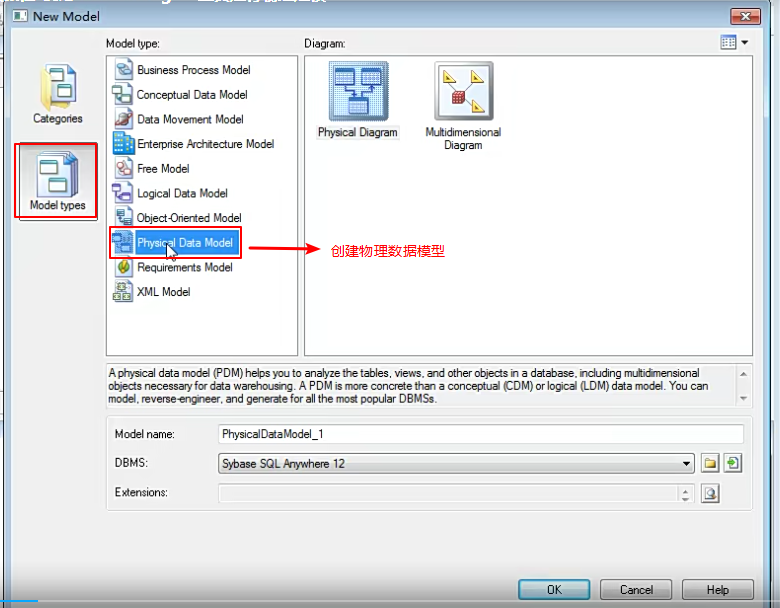 New Model
Model type:
Diagram:
Categories
Model types
Business Process Model
Conceptual Data Model
Data Movement Model
Enterprise Architecture Model
Free Model
Logical Data Model
Object-Oriented Model
Physical Data Model
Requirements Model
XML Model
Physical Diagram
Multidimensional
Diagram
创建物理数据模型
A physical data model (PDM) helps you to analyze the tables, views, and other objects in a database, including multidimensional
objects necessary for data warehousing. A PDM is more concrete than a conceptual (CDM) or logical (LDM) data model. You can
model, reverse-engineer, and generate for all the most popular DBMSs.
Model name:
PhysicalDataModel_1
DBMS:
Sybase SQL Anywhere 12
Extensions:
OK
Cancel
Help